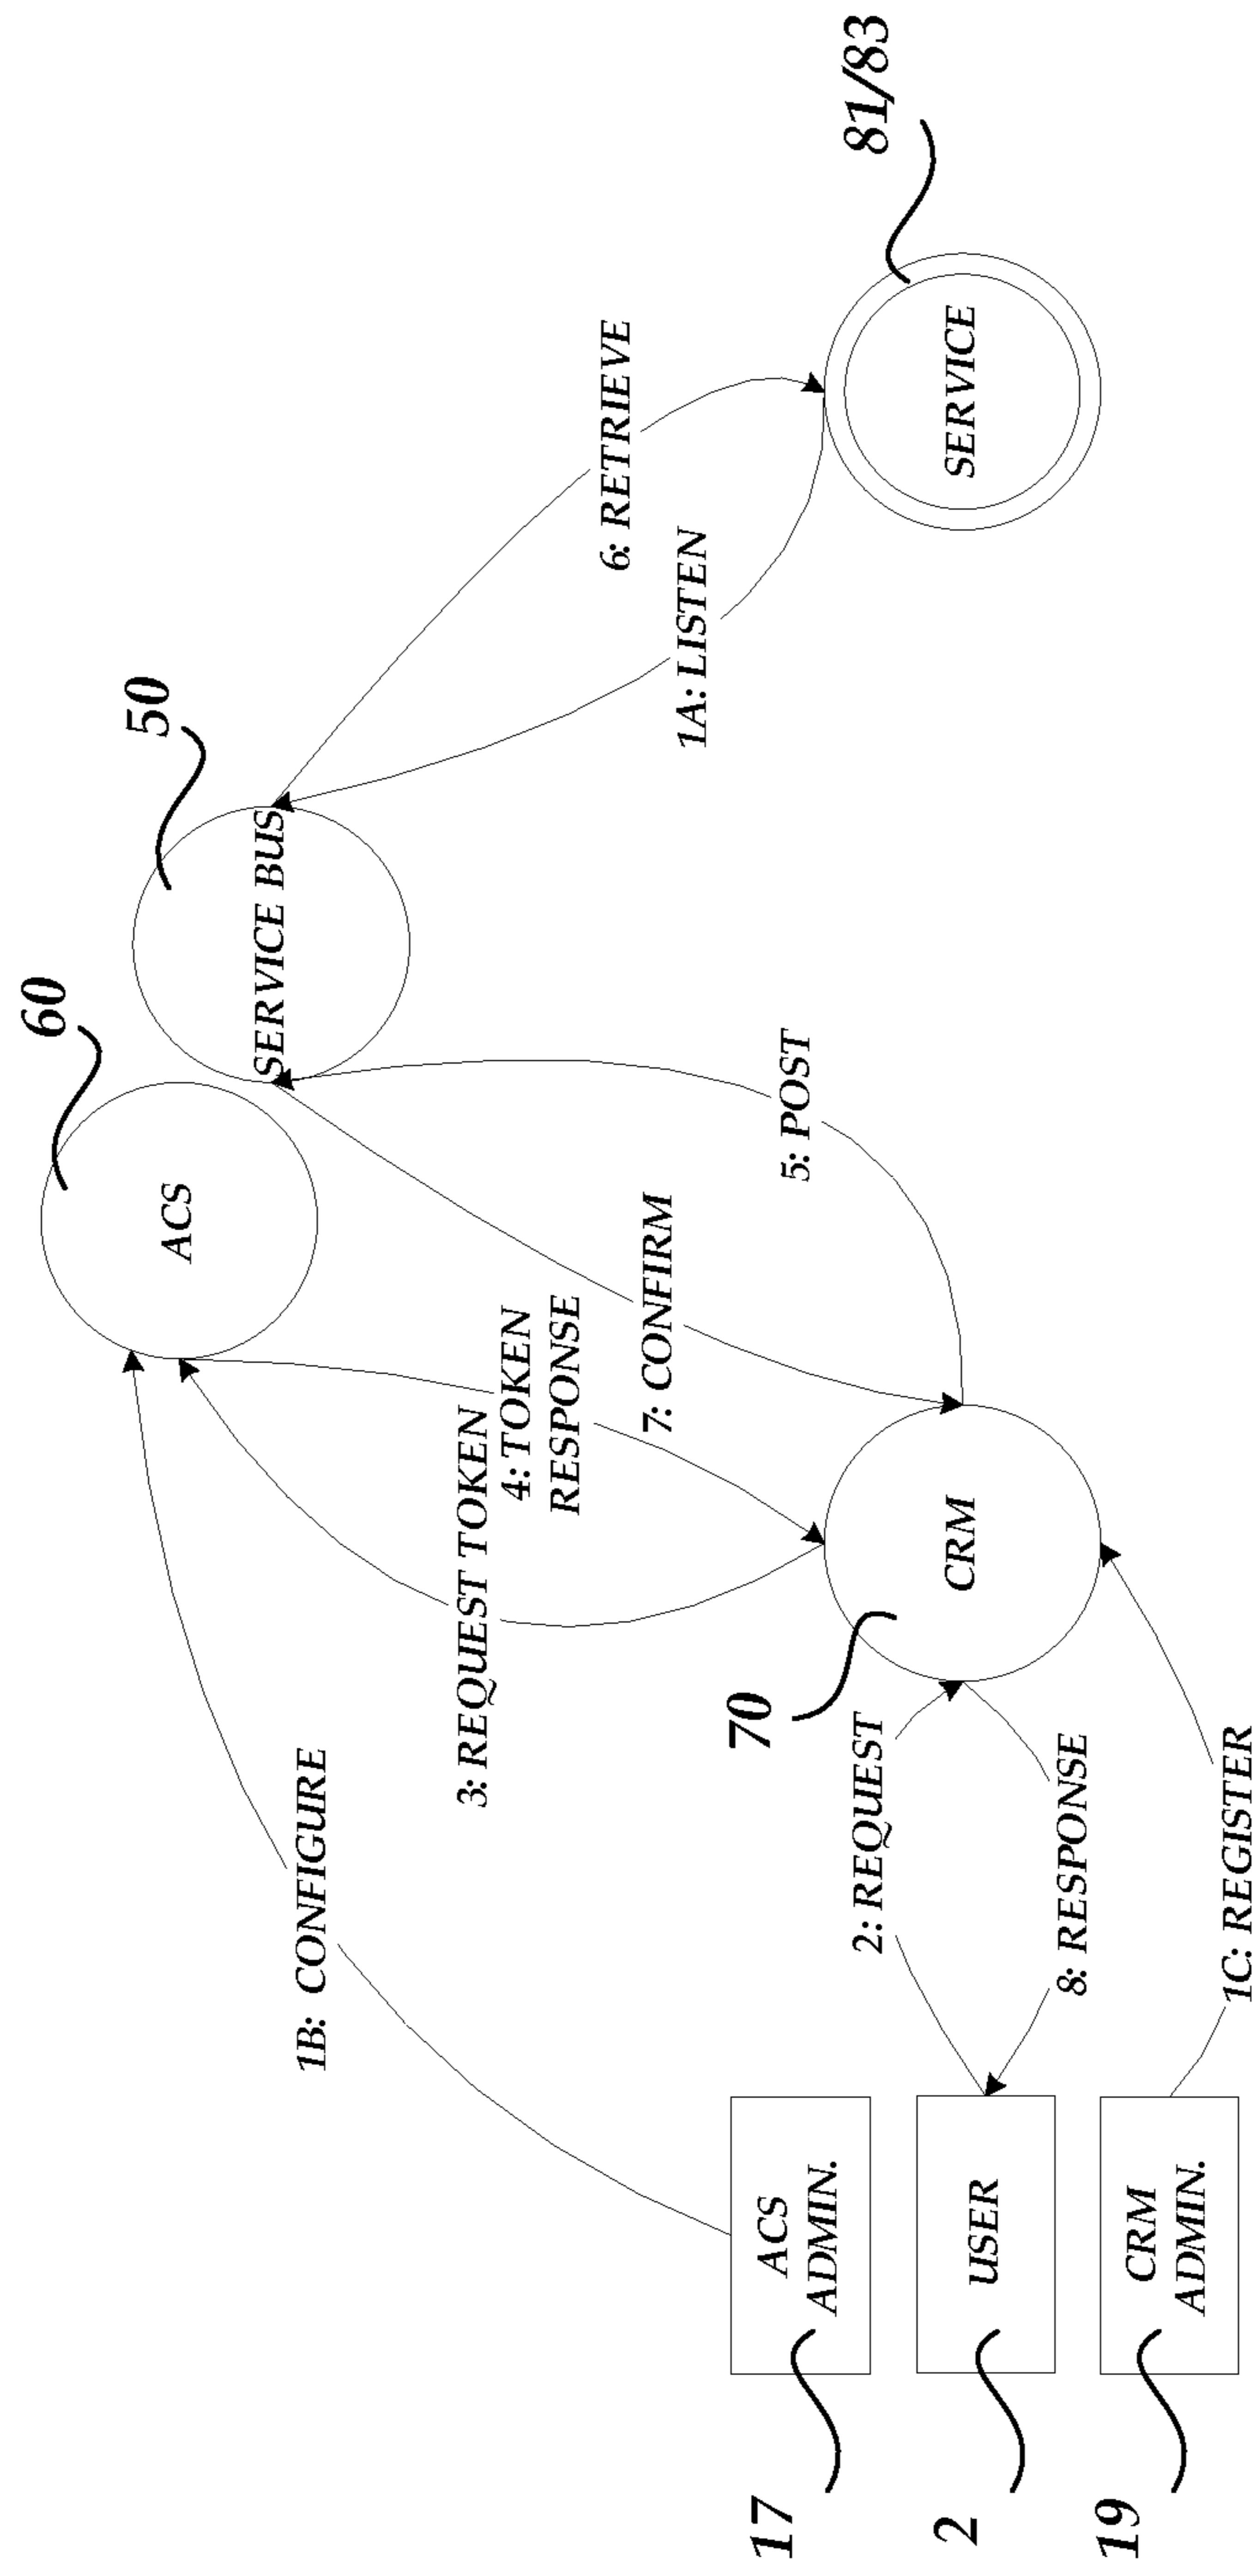 60
50
81/83
ACS
SERVICE BUS
1B: CONFIGURE
3: REQUEST TOKEN
4: TOKEN
RESPONSE
7: CONFIRM
5: POST
6: RETRIEVE
1A: LISTEN
17
ACS
ADMIN.
70
2: REQUEST
CRM
SERVICE
2
USER
8: RESPONSE
19
CRM
ADMIN.
1C: REGISTER